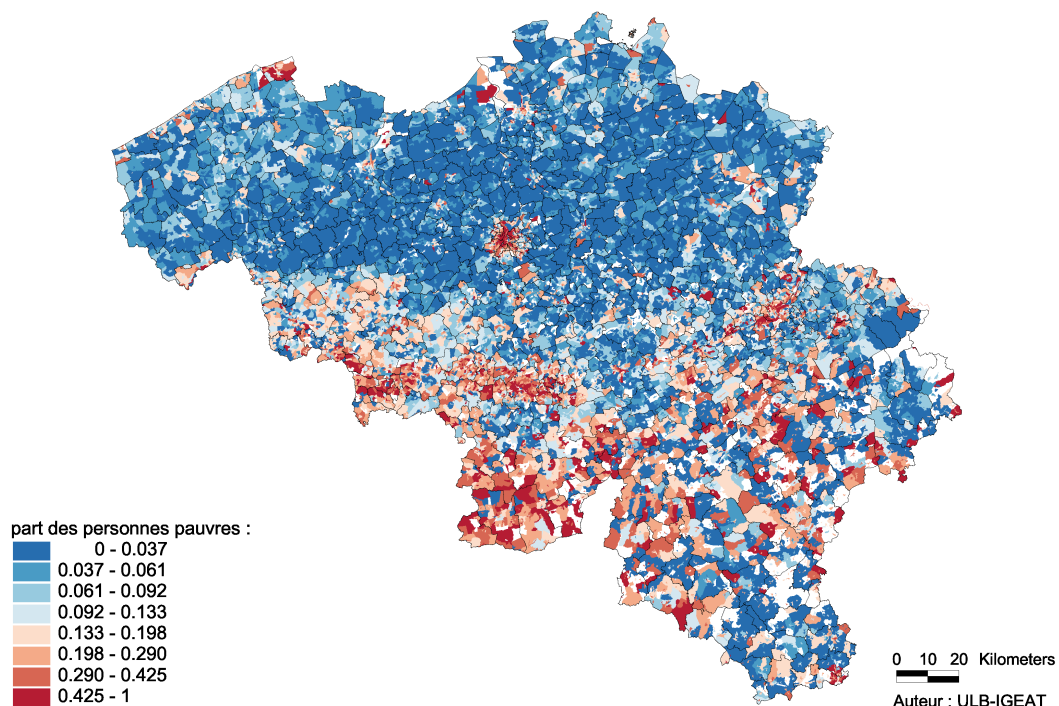 part des personnes pauvres :
0 - 0.037
0.037 - 0.061
0.061 - 0.092
0.092 - 0.133
0.133 - 0.198
0.198 - 0.290
0.290 - 0.425
0.425 - 1
0 10 20 Kilometers
Auteur : ULB-IGEAT